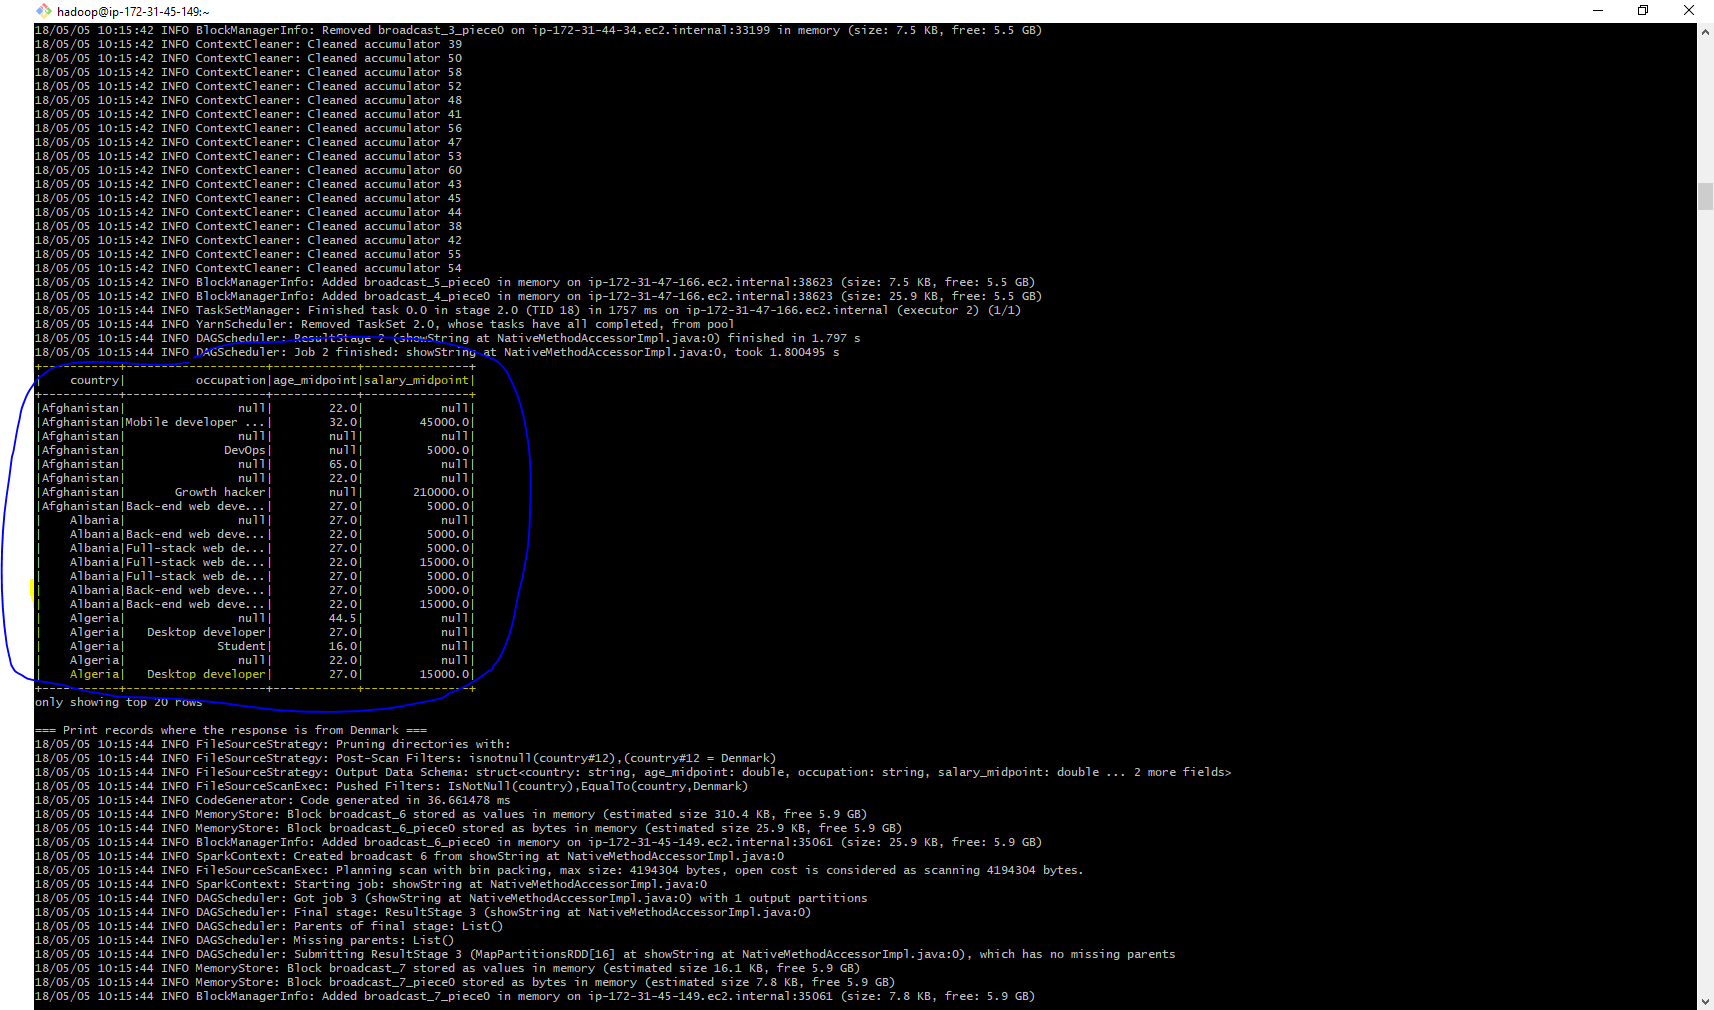 hadoop@ip-172-31-45-149:~
18/05/05 10:15:42 INFO BlockManagerInfo: Removed broadcast_3_piece0 on ip-172-31-44-34.ec2.internal:33199 in memory (size: 7.5 KB, free: 5.5 GB)
18/05/05 10:15:42 INFO ContextCleaner: Cleaned accumulator 39
18/05/05 10:15:42 INFO ContextCleaner: Cleaned accumulator 50
18/05/05 10:15:42 INFO ContextCleaner: Cleaned accumulator 58
18/05/05 10:15:42 INFO ContextCleaner: Cleaned accumulator 52
18/05/05 10:15:42 INFO ContextCleaner: Cleaned accumulator 48
18/05/05 10:15:42 INFO ContextCleaner: Cleaned accumulator 41
18/05/05 10:15:42 INFO ContextCleaner: Cleaned accumulator 56
18/05/05 10:15:42 INFO ContextCleaner: Cleaned accumulator 47
18/05/05 10:15:42 INFO ContextCleaner: Cleaned accumulator 53
18/05/05 10:15:42 INFO ContextCleaner: Cleaned accumulator 60
18/05/05 10:15:42 INFO ContextCleaner: Cleaned accumulator 43
18/05/05 10:15:42 INFO ContextCleaner: Cleaned accumulator 45
18/05/05 10:15:42 INFO ContextCleaner: Cleaned accumulator 44
18/05/05 10:15:42 INFO ContextCleaner: Cleaned accumulator 38
18/05/05 10:15:42 INFO ContextCleaner: Cleaned accumulator 42
18/05/05 10:15:42 INFO ContextCleaner: Cleaned accumulator 55
18/05/05 10:15:42 INFO ContextCleaner: Cleaned accumulator 54
18/05/05 10:15:42 INFO BlockManagerInfo: Added broadcast_5_piece0 in memory on ip-172-31-47-166.ec2.internal:38623 (size: 7.5 KB, free: 5.5 GB)
18/05/05 10:15:42 INFO BlockManagerInfo: Added broadcast_4_piece0 in memory on ip-172-31-47-166.ec2.internal:38623 (size: 25.9 KB, free: 5.5 GB)
18/05/05 10:15:44 INFO TaskSetManager: Finished task 0.0 in stage 2.0 (TID 18) in 1757 ms on ip-172-31-47-166.ec2.internal (executor 2) (1/1)
18/05/05 10:15:44 INFO YarnScheduler: Removed TaskSet 2.0, whose tasks have all completed, from pool
18/05/05 10:15:44 INFO DAGScheduler: ResultStage 2 (showString at NativeMethodAccessorImpl.java:0) finished in 1.797 s
18/05/05 10:15:44 INFO DAGScheduler: Job 2 finished: showString at NativeMethodAccessorImpl.java:0, took 1.800495 s
+-----------+--------------------+------------+---------------+
|    country|          occupation|age_midpoint|salary_midpoint|
+-----------+--------------------+------------+---------------+
|Afghanistan|                null|        22.0|           null|
|Afghanistan|Mobile developer ...|        32.0|        45000.0|
|Afghanistan|                null|        null|           null|
|Afghanistan|              DevOps|        null|         5000.0|
|Afghanistan|                null|        65.0|           null|
|Afghanistan|                null|        22.0|           null|
|Afghanistan|       Growth hacker|        null|       210000.0|
|Afghanistan|Back-end web deve...|        27.0|         5000.0|
|    Albania|                null|        27.0|           null|
|    Albania|Back-end web deve...|        22.0|         5000.0|
|    Albania|Full-stack web de...|        27.0|         5000.0|
|    Albania|Full-stack web de...|        22.0|        15000.0|
|    Albania|Full-stack web de...|        27.0|         5000.0|
|    Albania|Back-end web deve...|        27.0|         5000.0|
|    Albania|Back-end web deve...|        22.0|        15000.0|
|    Algeria|                null|        44.5|           null|
|    Algeria|   Desktop developer|        27.0|           null|
|    Algeria|             Student|        16.0|           null|
|    Algeria|                null|        22.0|           null|
|    Algeria|   Desktop developer|        27.0|        15000.0|
+-----------+--------------------+------------+---------------+
only showing top 20 rows
=== Print records where the response is from Denmark ===
18/05/05 10:15:44 INFO FileSourceStrategy: Pruning directories with:
18/05/05 10:15:44 INFO FileSourceStrategy: Post-Scan Filters: isnotnull(country#12),(country#12 = Denmark)
18/05/05 10:15:44 INFO FileSourceStrategy: Output Data Schema: struct<country: string, age_midpoint: double, occupation: string, salary_midpoint: double ... 2 more fields>
18/05/05 10:15:44 INFO FileSourceScanExec: Pushed Filters: IsNotNull(country),EqualTo(country,Denmark)
18/05/05 10:15:44 INFO CodeGenerator: Code generated in 36.661478 ms
18/05/05 10:15:44 INFO MemoryStore: Block broadcast_6 stored as values in memory (estimated size 310.4 KB, free 5.9 GB)
18/05/05 10:15:44 INFO MemoryStore: Block broadcast_6_piece0 stored as bytes in memory (estimated size 25.9 KB, free 5.9 GB)
18/05/05 10:15:44 INFO BlockManagerInfo: Added broadcast_6_piece0 in memory on ip-172-31-45-149.ec2.internal:35061 (size: 25.9 KB, free: 5.9 GB)
18/05/05 10:15:44 INFO SparkContext: Created broadcast 6 from showString at NativeMethodAccessorImpl.java:0
18/05/05 10:15:44 INFO FileSourceScanExec: Planning scan with bin packing, max size: 4194304 bytes, open cost is considered as scanning 4194304 bytes.
18/05/05 10:15:44 INFO SparkContext: Starting job: showString at NativeMethodAccessorImpl.java:0
18/05/05 10:15:44 INFO DAGScheduler: Got job 3 (showString at NativeMethodAccessorImpl.java:0) with 1 output partitions
18/05/05 10:15:44 INFO DAGScheduler: Final stage: ResultStage 3 (showString at NativeMethodAccessorImpl.java:0)
18/05/05 10:15:44 INFO DAGScheduler: Parents of final stage: List()
18/05/05 10:15:44 INFO DAGScheduler: Missing parents: List()
18/05/05 10:15:44 INFO DAGScheduler: Submitting ResultStage 3 (MapPartitionsRDD[16] at showString at NativeMethodAccessorImpl.java:0), which has no missing parents
18/05/05 10:15:44 INFO MemoryStore: Block broadcast_7 stored as values in memory (estimated size 16.1 KB, free 5.9 GB)
18/05/05 10:15:44 INFO MemoryStore: Block broadcast_7_piece0 stored as bytes in memory (estimated size 7.8 KB, free 5.9 GB)
18/05/05 10:15:44 INFO BlockManagerInfo: Added broadcast_7_piece0 in memory on ip-172-31-45-149.ec2.internal:35061 (size: 7.8 KB, free: 5.9 GB)